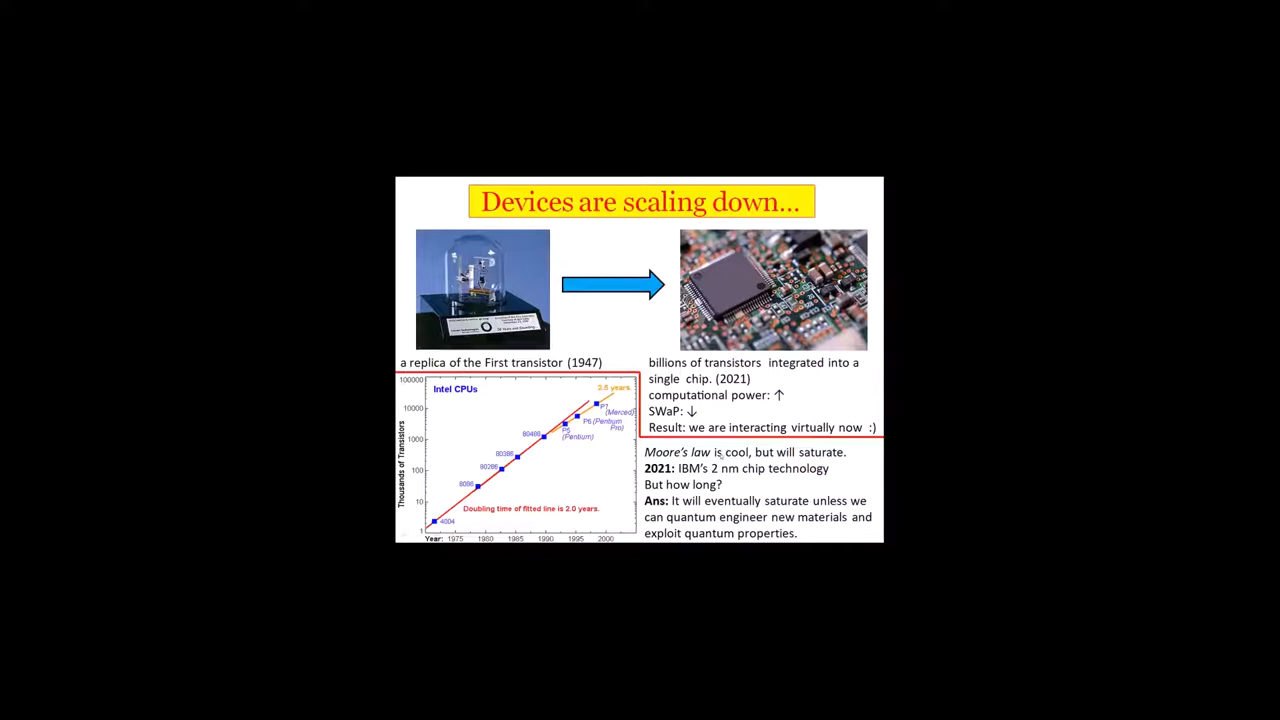 Devices are scaling down...
a replica of the First transistor (1947)
billions of transistors integrated into a
single chip. (2021)
computational power: ↑
SWaP: ↓
Result: we are interacting virtually now :)
Intel CPUs
Thousands of Transistors
100000
10000
1000
100
10
1
2.5 years
P7
(Merced)
P6 (Pentium
Pro)
P5
(Pentium)
80486
80386
80286
8086
4004
Doubling time of fitted line is 2.0 years.
Year: 1975 1980 1985 1990 1995 2000
Moore's law is cool, but will saturate.
2021: IBM's 2 nm chip technology
But how long?
Ans: It will eventually saturate unless we
can quantum engineer new materials and
exploit quantum properties.